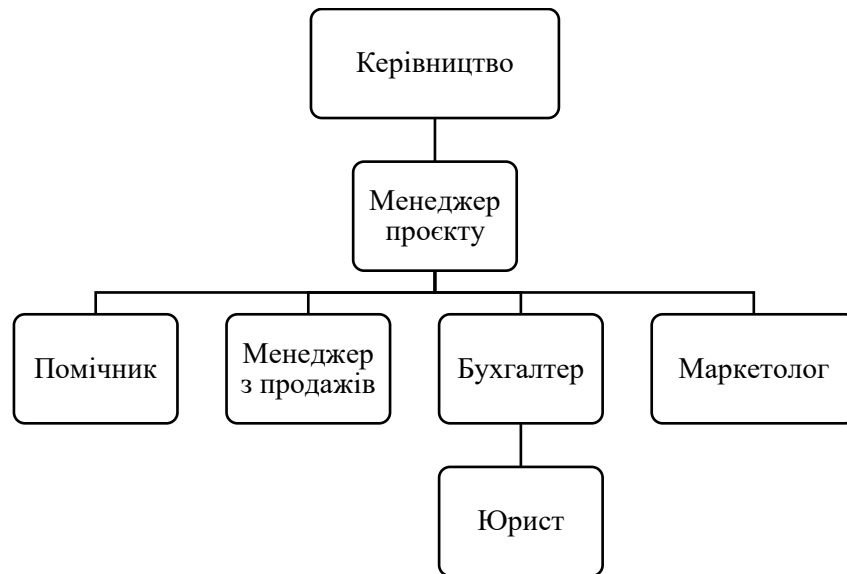 Керівництво
Менеджер
проєкту
Помічник
Менеджер
з продажів
Бухгалтер
Маркетолог
Юрист